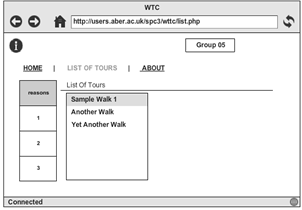 WTC
http://users.aber.ac.uk/spc3/wttc/list.php
Group 05
HOME | LIST OF TOURS | ABOUT
reasons
1
2
3
List Of Tours
Sample Walk 1
Another Walk
Yet Another Walk
Connected